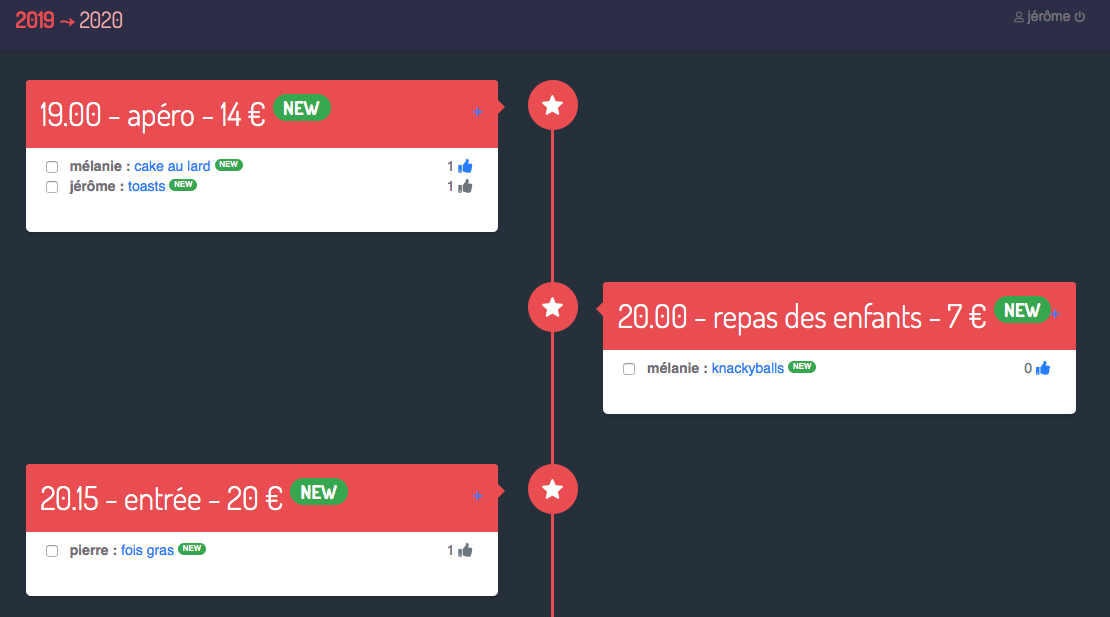 2019 → 2020
jérôme
19.00 - apéro - 14 € NEW +
mélanie : cake au lard NEW 1
jérôme : toasts NEW 1
20.00 - repas des enfants - 7 € NEW +
mélanie : knackyballs NEW 0
20.15 - entrée - 20 € NEW +
pierre : fois gras NEW 1